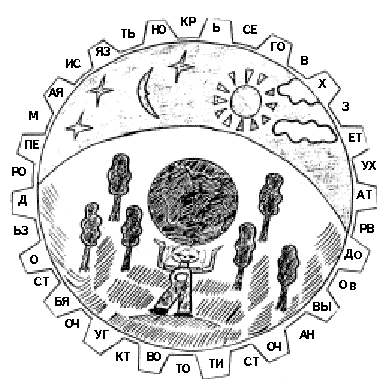 КР Ь СЕ ГО В Х З ЕТ УХ АТ РВ ДО Ов ВЫ АН ОЧ СТ ТИ ТО ВО КТ УГ ОЧ БЯ СТ О ЬЗ Д РО ПЕ М АЯ ИС ЯЗ ТЬ НО